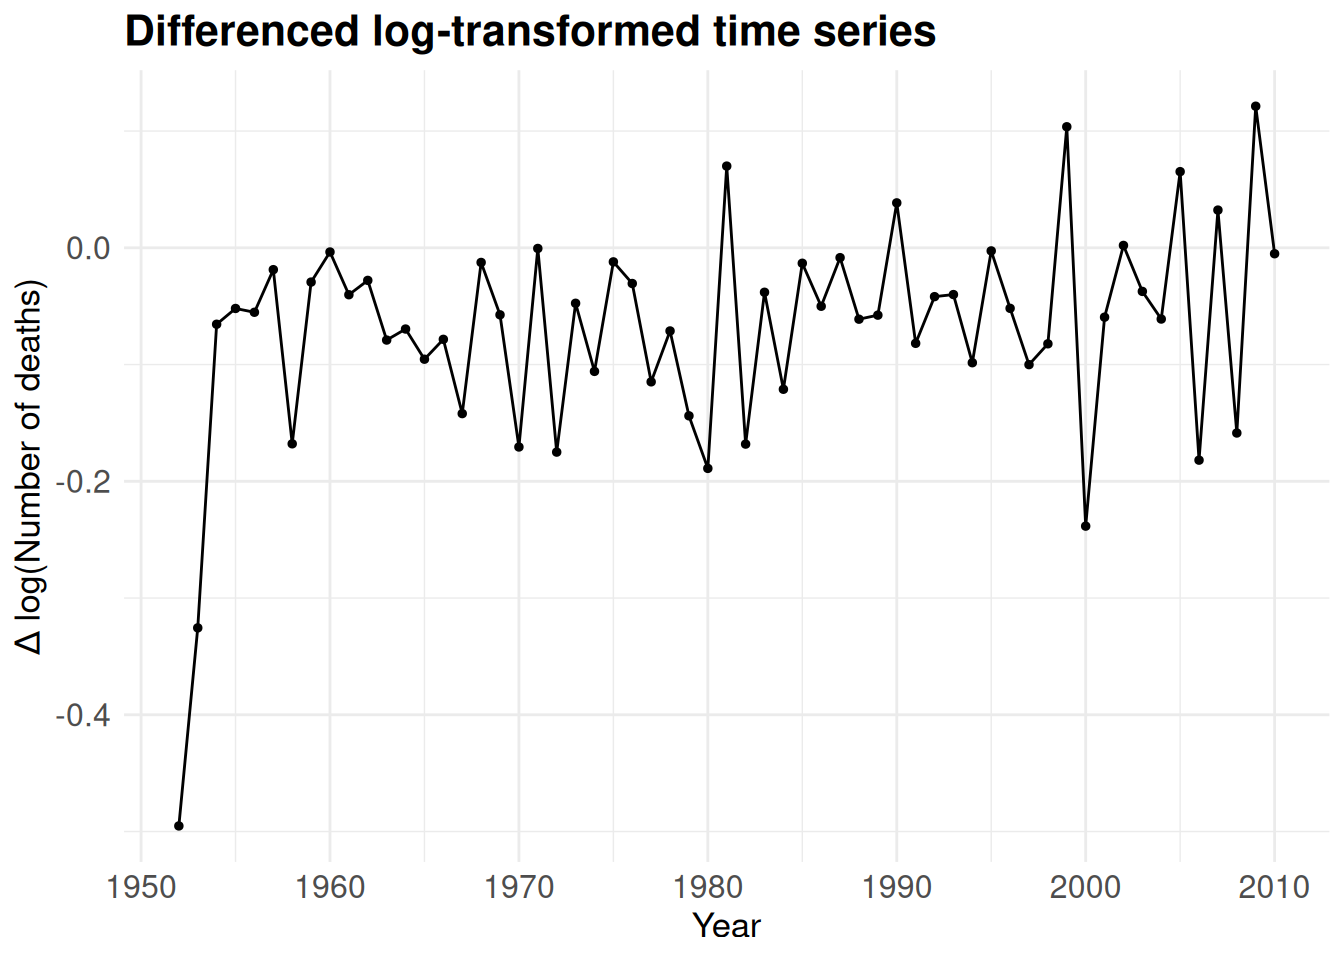 Differenced log-transformed time series
Δ log(Number of deaths)
0.0
-0.2
-0.4
1950 1960 1970 1980 1990 2000 2010
Year